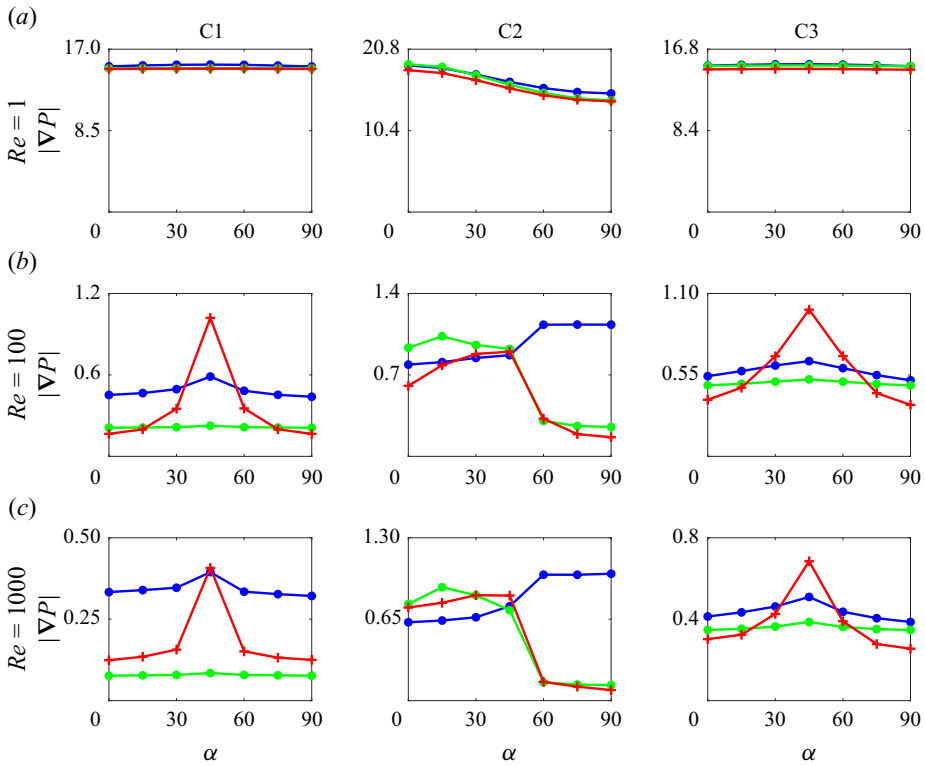 (a)
C1 C2 C3
Re = 1
|∇P|
17.0
8.5
0 30 60 90
20.8
10.4
0 30 60 90
16.8
8.4
0 30 60 90
(b)
Re = 100
|∇P|
1.2
0.6
0 30 60 90
1.4
0.7
0 30 60 90
1.10
0.55
0 30 60 90
(c)
Re = 1000
|∇P|
0.50
0.25
0 30 60 90
1.30
0.65
0 30 60 90
0.8
0.4
0 30 60 90
α α α